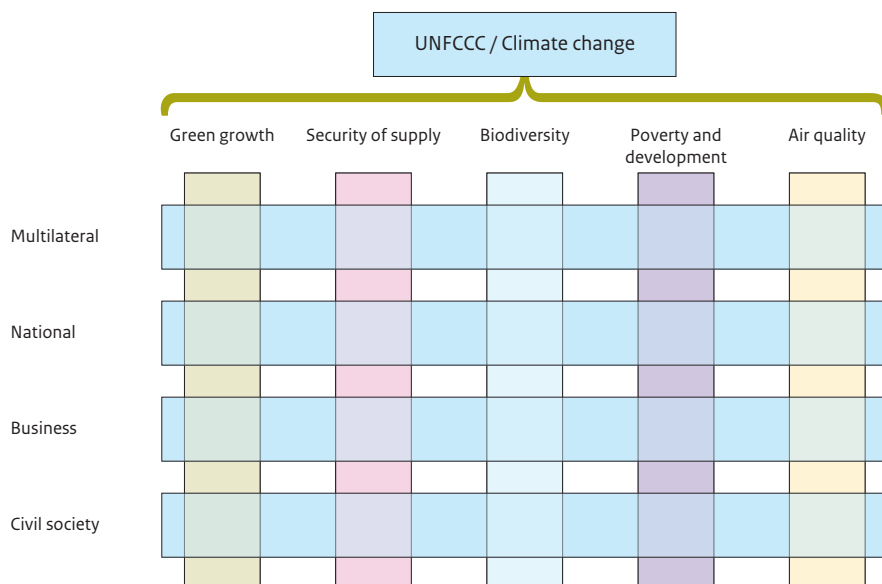 UNFCCC / Climate change
Green growth
Security of supply
Biodiversity
Poverty and
development
Air quality
Multilateral
National
Business
Civil society